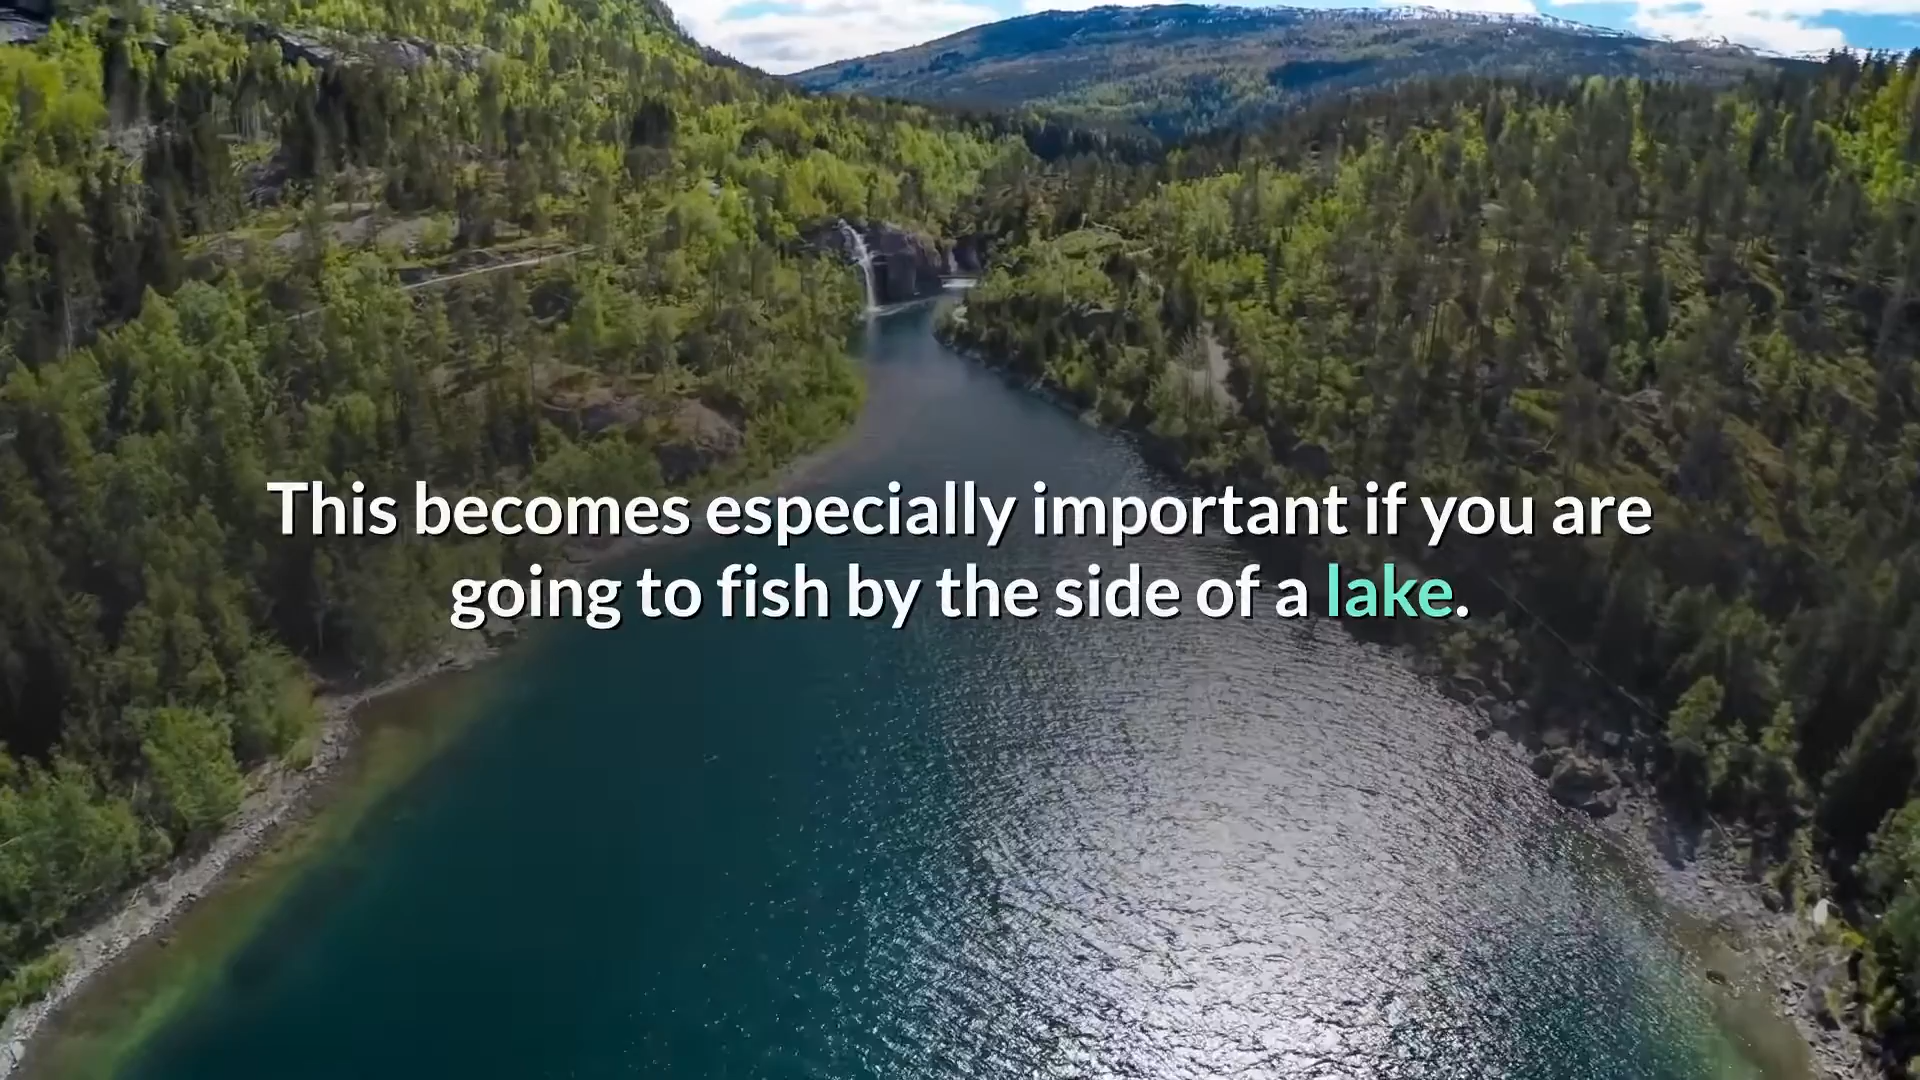 This becomes especially important if you are
going to fish by the side of a lake.